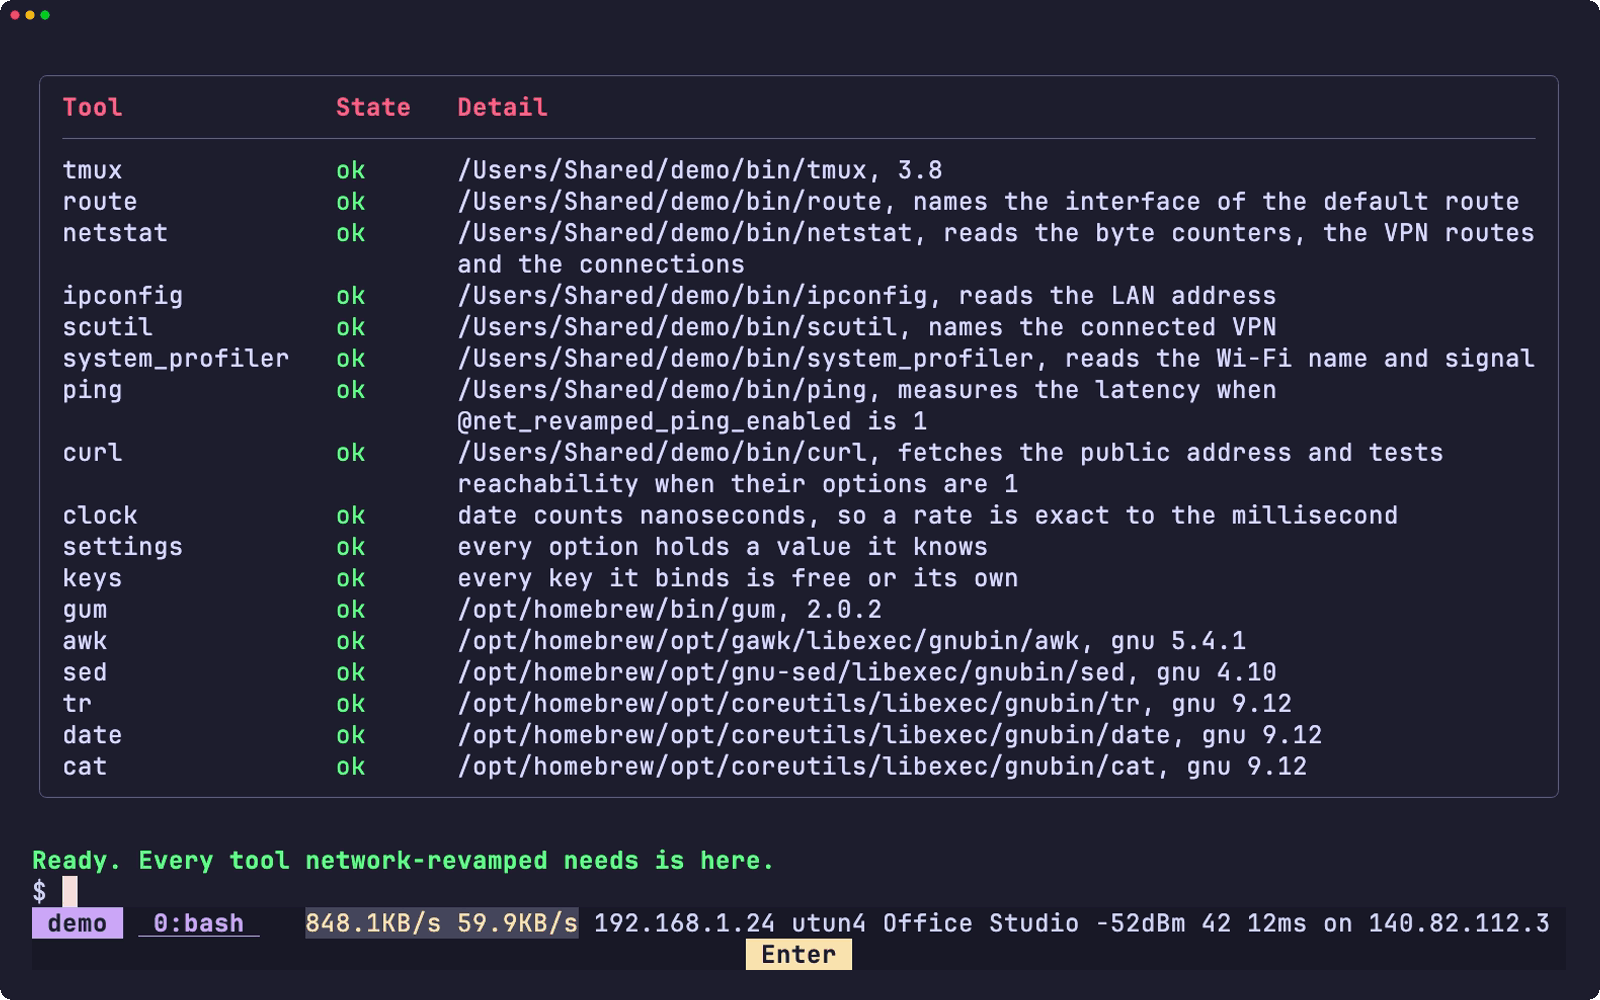 Tool State Detail
tmux ok /Users/Shared/demo/bin/tmux, 3.8
route ok /Users/Shared/demo/bin/route, names the interface of the default route
netstat ok /Users/Shared/demo/bin/netstat, reads the byte counters, the VPN routes
and the connections
ipconfig ok /Users/Shared/demo/bin/ipconfig, reads the LAN address
scutil ok /Users/Shared/demo/bin/scutil, names the connected VPN
system_profiler ok /Users/Shared/demo/bin/system_profiler, reads the Wi-Fi name and signal
ping ok /Users/Shared/demo/bin/ping, measures the latency when
@net_revamped_ping_enabled is 1
curl ok /Users/Shared/demo/bin/curl, fetches the public address and tests
reachability when their options are 1
clock ok date counts nanoseconds, so a rate is exact to the millisecond
settings ok every option holds a value it knows
keys ok every key it binds is free or its own
gum ok /opt/homebrew/bin/gum, 2.0.2
awk ok /opt/homebrew/opt/gawk/libexec/gnubin/awk, gnu 5.4.1
sed ok /opt/homebrew/opt/gnu-sed/libexec/gnubin/sed, gnu 4.10
tr ok /opt/homebrew/opt/coreutils/libexec/gnubin/tr, gnu 9.12
date ok /opt/homebrew/opt/coreutils/libexec/gnubin/date, gnu 9.12
cat ok /opt/homebrew/opt/coreutils/libexec/gnubin/cat, gnu 9.12
Ready. Every tool network-revamped needs is here.
$
demo 0:bash 848.1KB/s 59.9KB/s 192.168.1.24 utun4 Office Studio -52dBm 42 12ms on 140.82.112.3
Enter